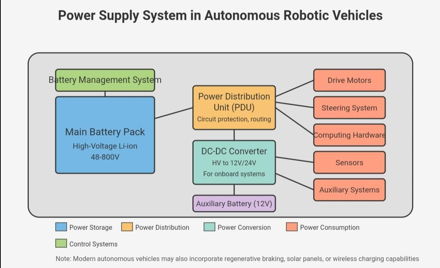 Power Supply System in Autonomous Robotic Vehicles
Battery Management System
Main Battery Pack
High-Voltage Li-ion
48-800V
Power Distribution
Unit (PDU)
Circuit protection, routing
DC-DC Converter
HV to 12V/24V
For onboard systems
Auxiliary Battery (12V)
Drive Motors
Steering System
Computing Hardware
Sensors
Auxiliary Systems
Power Storage
Power Distribution
Power Conversion
Power Consumption
Control Systems
Note: Modern autonomous vehicles may also incorporate regenerative braking, solar panels, or wireless charging capabilities